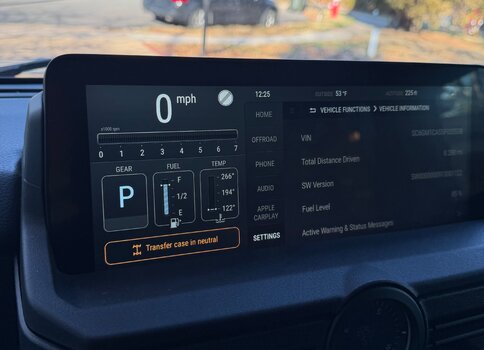 12:25
OUTSIDE 53 °F
ALTITUDE 225 ft
0 mph
x1000 rpm
0 1 2 3 4 5 6 7
GEAR
P
FUEL
F
1/2
E
TEMP
266°
194°
122°
F
Transfer case in neutral
HOME
OFFROAD
PHONE
AUDIO
APPLE
CARPLAY
SETTINGS
VEHICLE FUNCTIONS > VEHICLE INFORMATION
VIN
Total Distance Driven
SW Version
Fuel Level
Active Warning & Status Messages